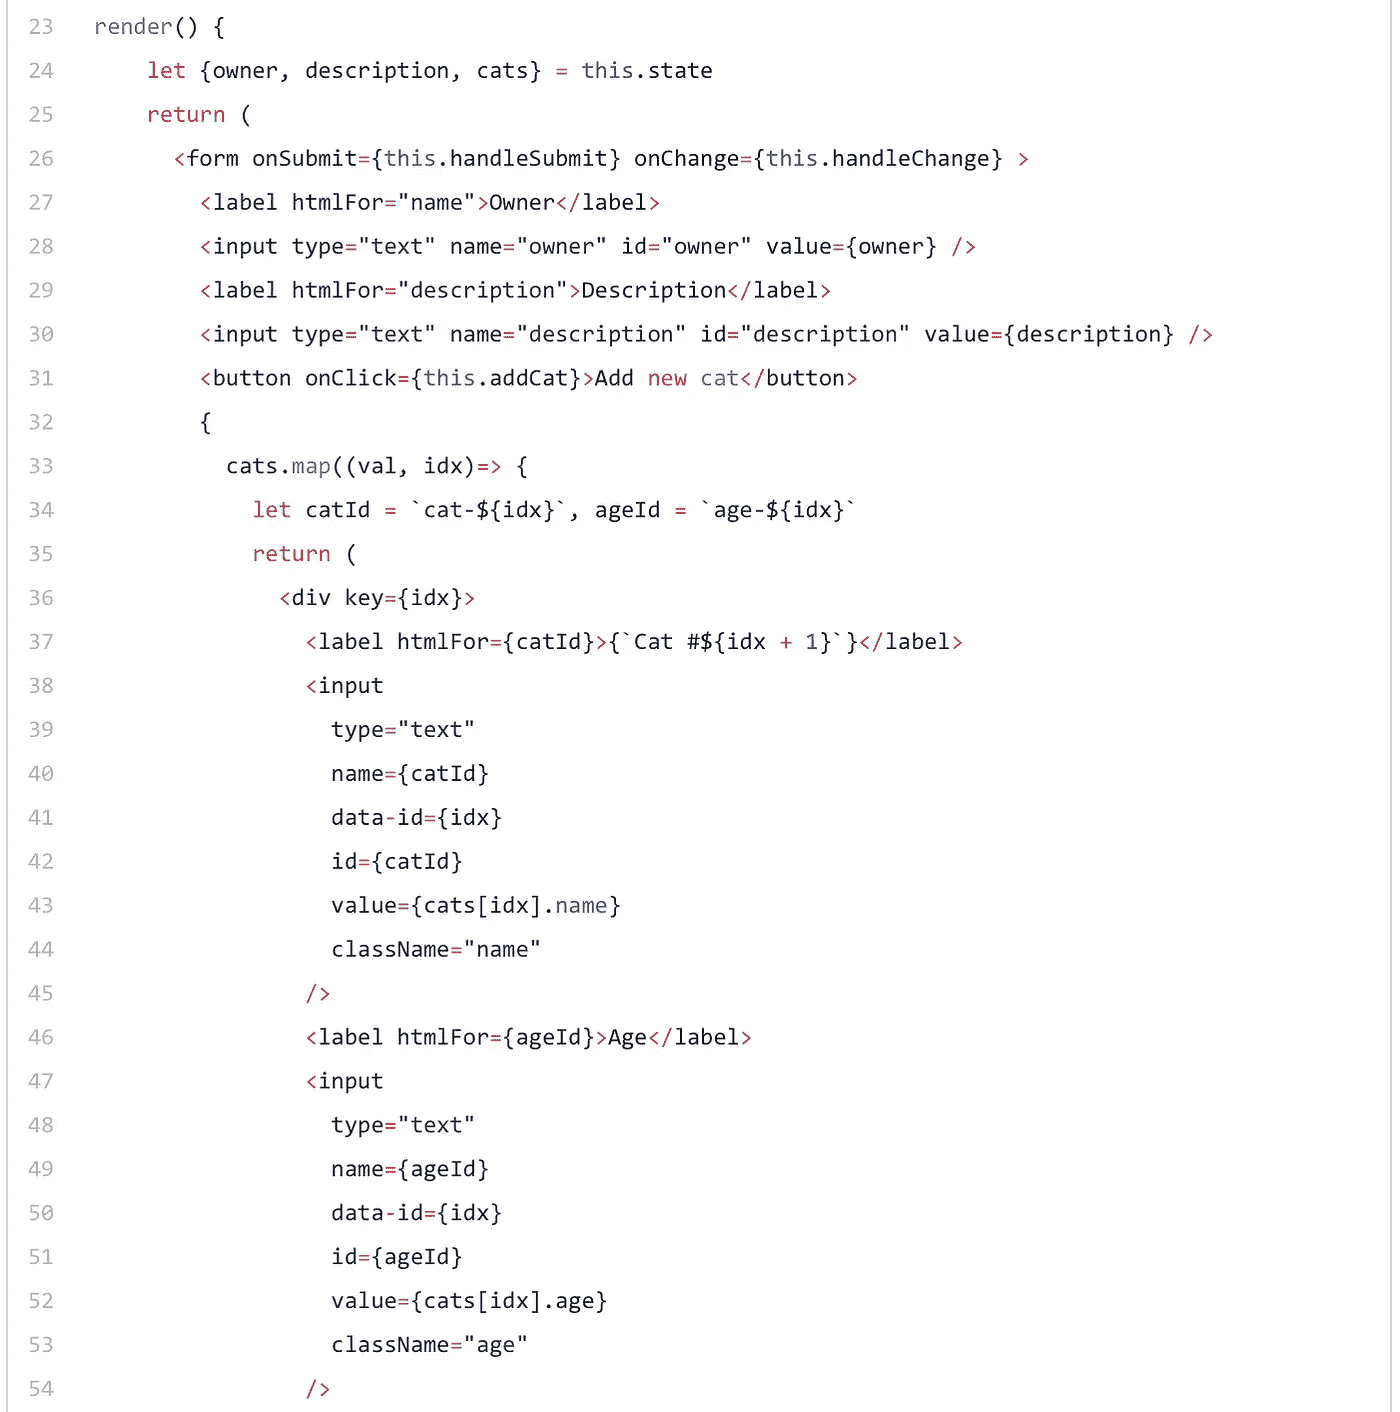 23 render() {
24 let {owner, description, cats} = this.state
25 return (
26 <form onSubmit={this.handleSubmit} onChange={this.handleChange} >
27 <label htmlFor="name">Owner</label>
28 <input type="text" name="owner" id="owner" value={owner} />
29 <label htmlFor="description">Description</label>
30 <input type="text" name="description" id="description" value={description} />
31 <button onClick={this.addCat}>Add new cat</button>
32 {
33 cats.map((val, idx)=> {
34 let catId = `cat-${idx}`, ageId = `age-${idx}`
35 return (
36 <div key={idx}>
37 <label htmlFor={catId}>{`Cat #${idx + 1}`}</label>
38 <input
39 type="text"
40 name={catId}
41 data-id={idx}
42 id={catId}
43 value={cats[idx].name}
44 className="name"
45 />
46 <label htmlFor={ageId}>Age</label>
47 <input
48 type="text"
49 name={ageId}
50 data-id={idx}
51 id={ageId}
52 value={cats[idx].age}
53 className="age"
54 />